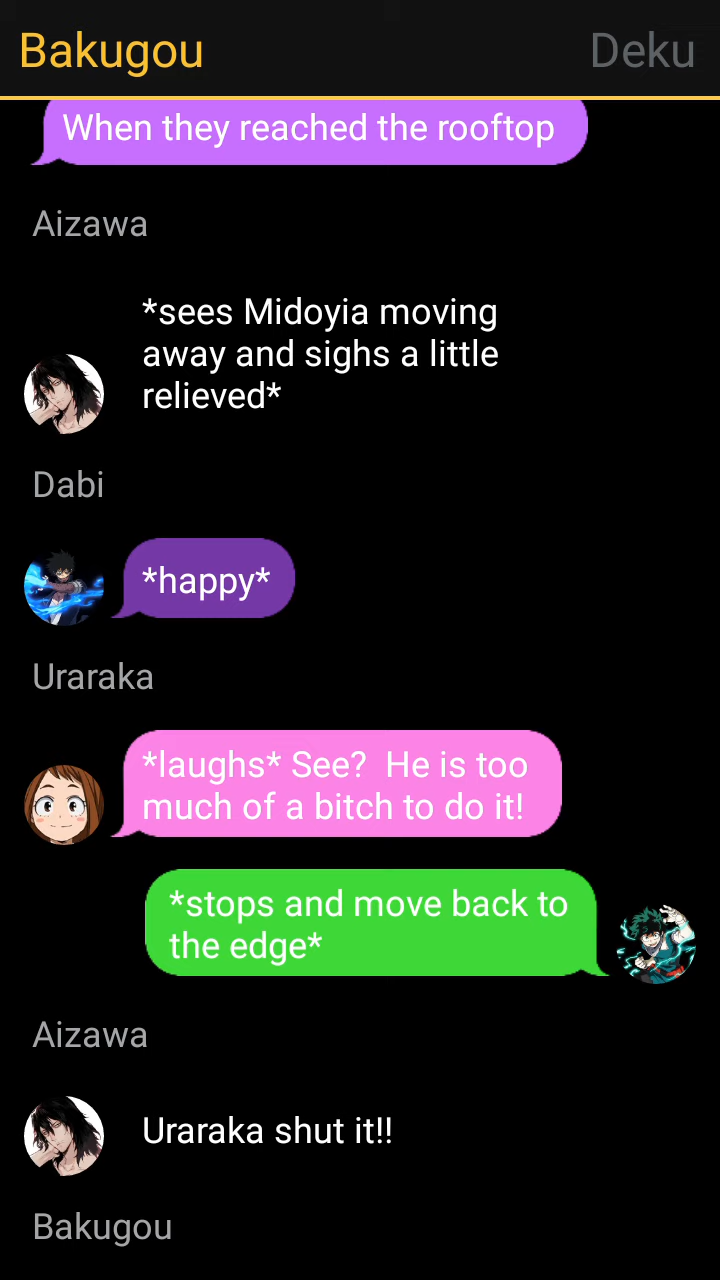 Bakugou
Deku
When they reached the rooftop
Aizawa
*sees Midoyia moving
away and sighs a little
relieved*
Dabi
*happy*
Uraraka
*laughs* See?  He is too
much of a bitch to do it!
*stops and move back to
the edge*
Aizawa
Uraraka shut it!!
Bakugou